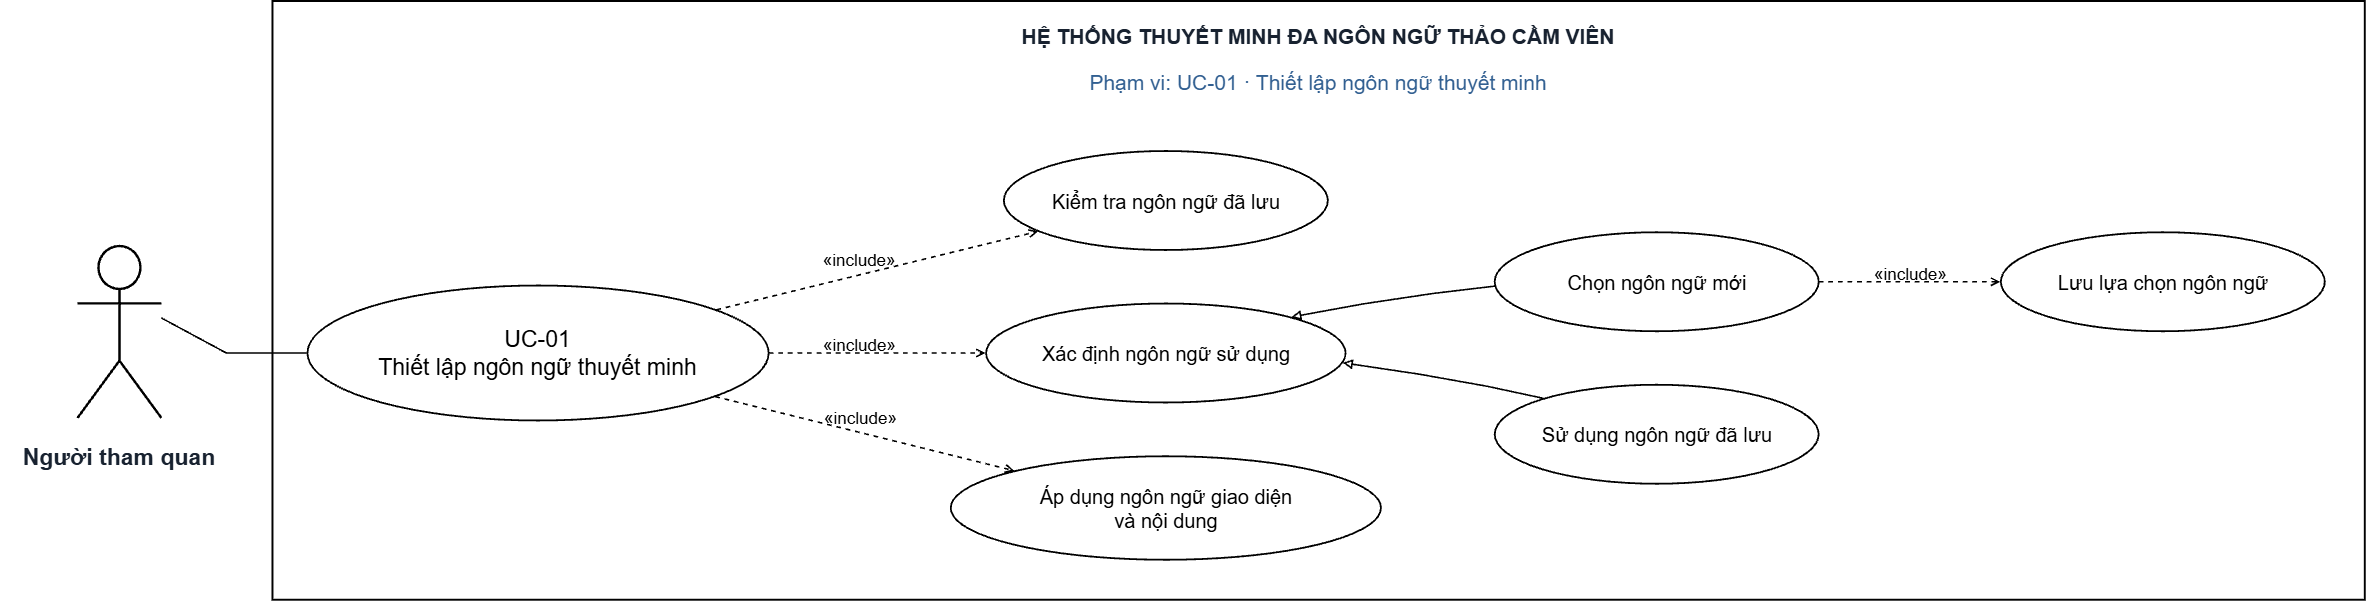 HỆ THỐNG THUYẾT MINH ĐA NGÔN NGỮ THẢO CẦM VIÊN
Phạm vi: UC-01 · Thiết lập ngôn ngữ thuyết minh
Kiểm tra ngôn ngữ đã lưu
«include»
Chọn ngôn ngữ mới
«include»
Lưu lựa chọn ngôn ngữ
UC-01
Thiết lập ngôn ngữ thuyết minh
«include»
Xác định ngôn ngữ sử dụng
«include»
Sử dụng ngôn ngữ đã lưu
Người tham quan
Áp dụng ngôn ngữ giao diện
và nội dung